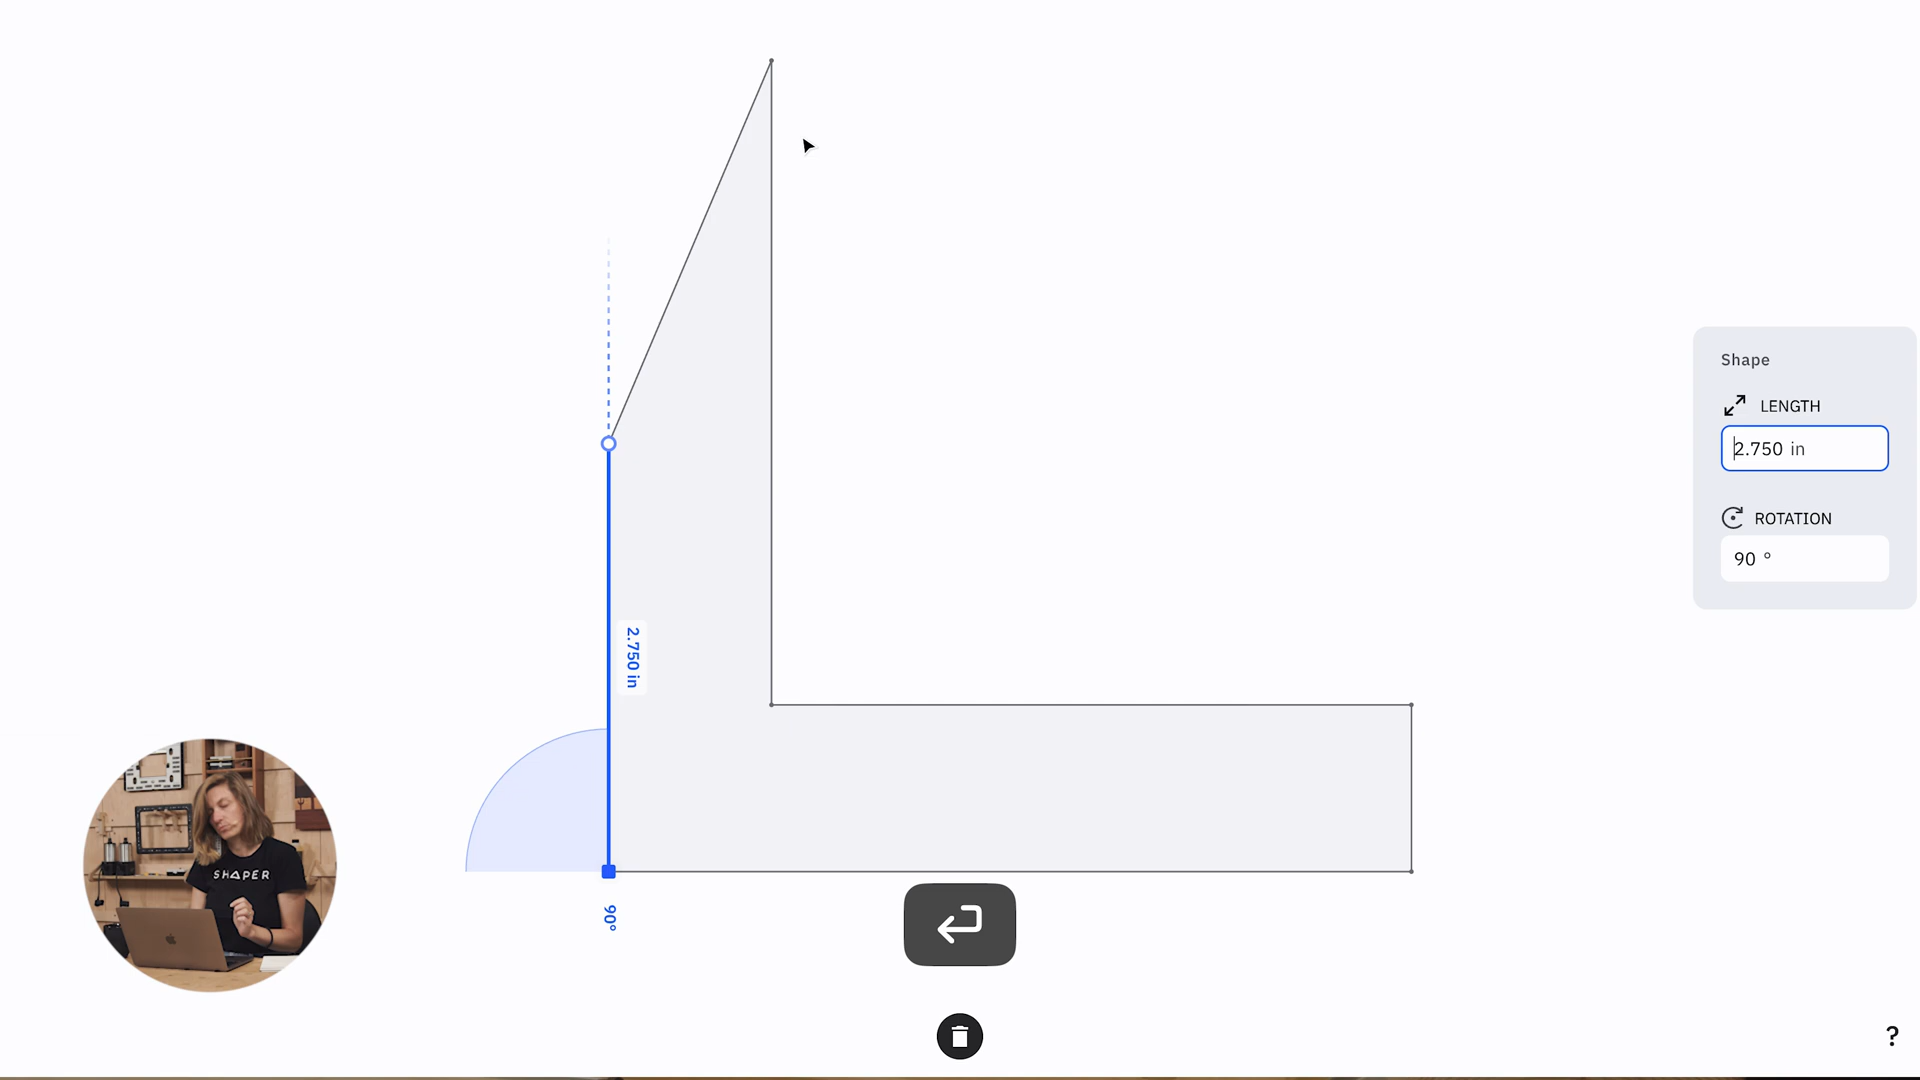 Shape
LENGTH
2.750 in
ROTATION
90 °
2.750 in
90°
SHAPER
?